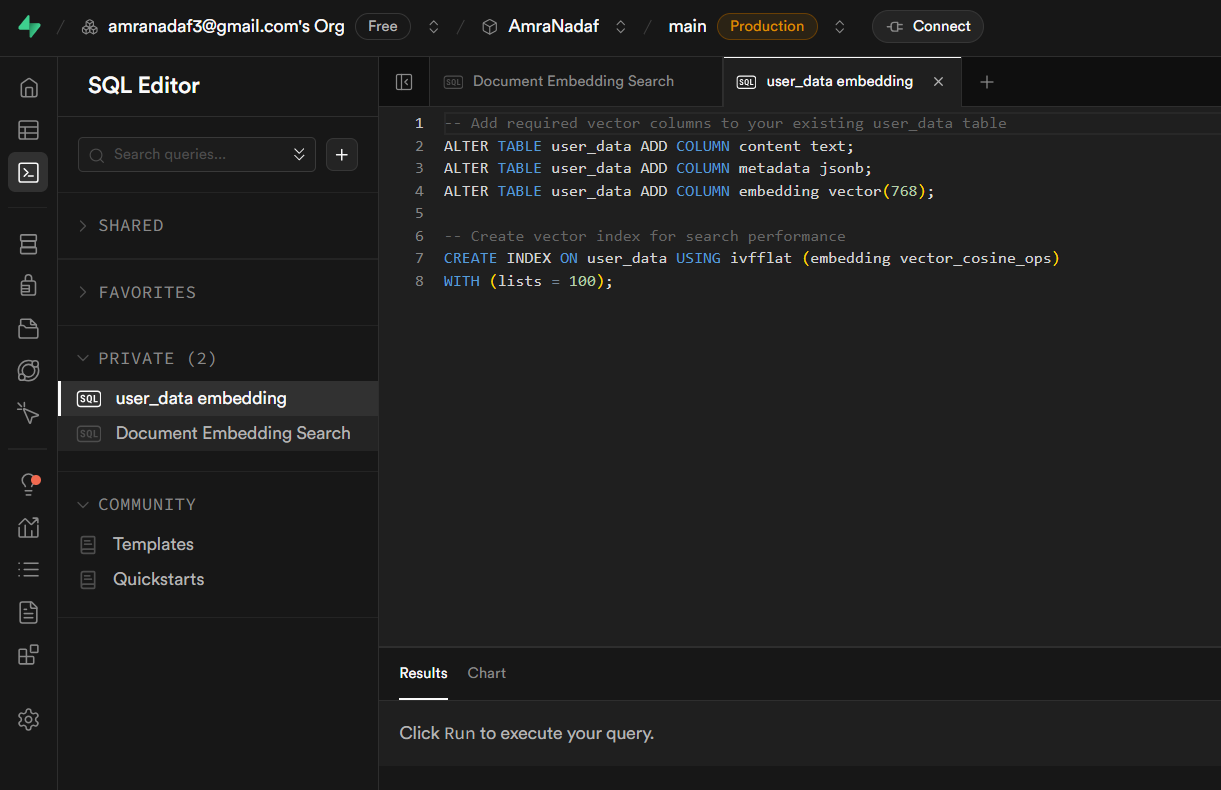 amranadaf3@gmail.com's Org Free AmraNadaf main Production Connect
SQL Editor
Search queries...
SHARED
FAVORITES
PRIVATE (2)
SQL user_data embedding
SQL Document Embedding Search
COMMUNITY
Templates
Quickstarts
SQL Document Embedding Search SQL user_data embedding
1 -- Add required vector columns to your existing user_data table
2 ALTER TABLE user_data ADD COLUMN content text;
3 ALTER TABLE user_data ADD COLUMN metadata jsonb;
4 ALTER TABLE user_data ADD COLUMN embedding vector(768);
5
6 -- Create vector index for search performance
7 CREATE INDEX ON user_data USING ivfflat (embedding vector_cosine_ops)
8 WITH (lists = 100);
Results Chart
Click Run to execute your query.